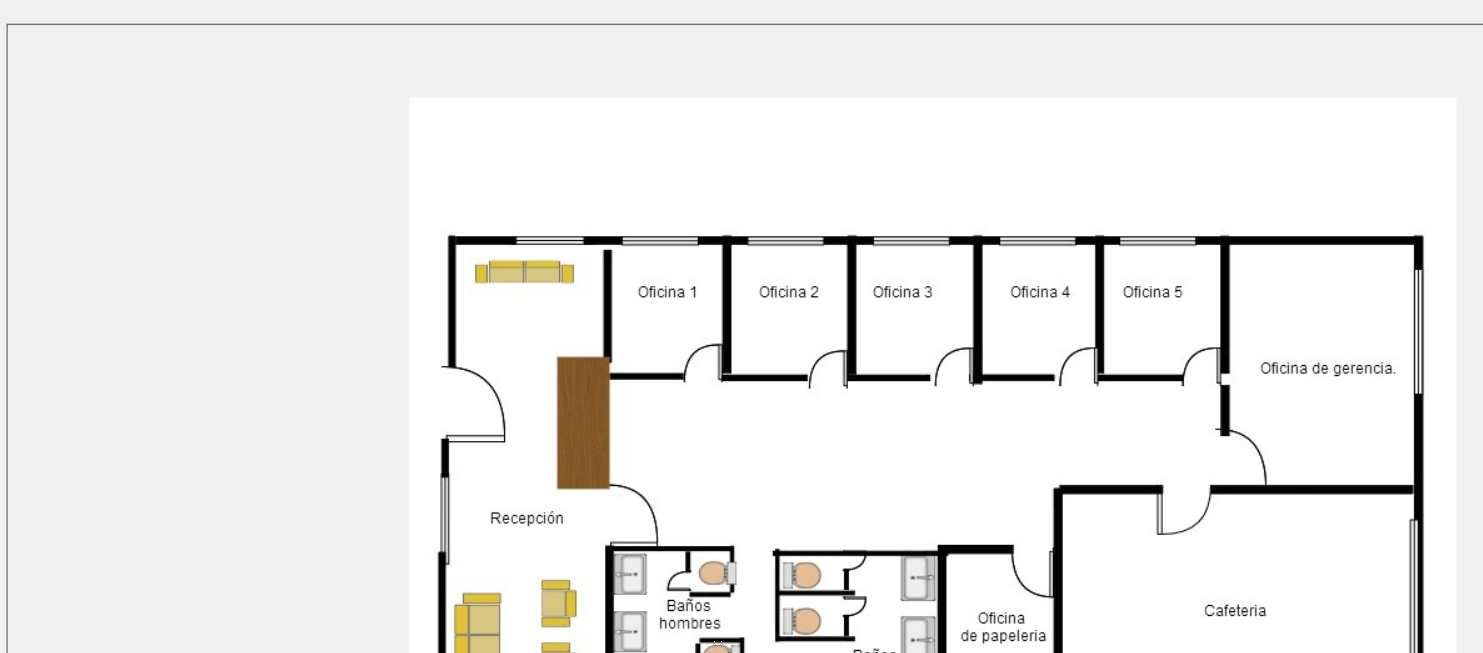 Oficina 1
Oficina 2
Oficina 3
Oficina 4
Oficina 5
Oficina de gerencia.
Recepción
Baños
hombres
Oficina
de papeleria
Cafeteria
Baños